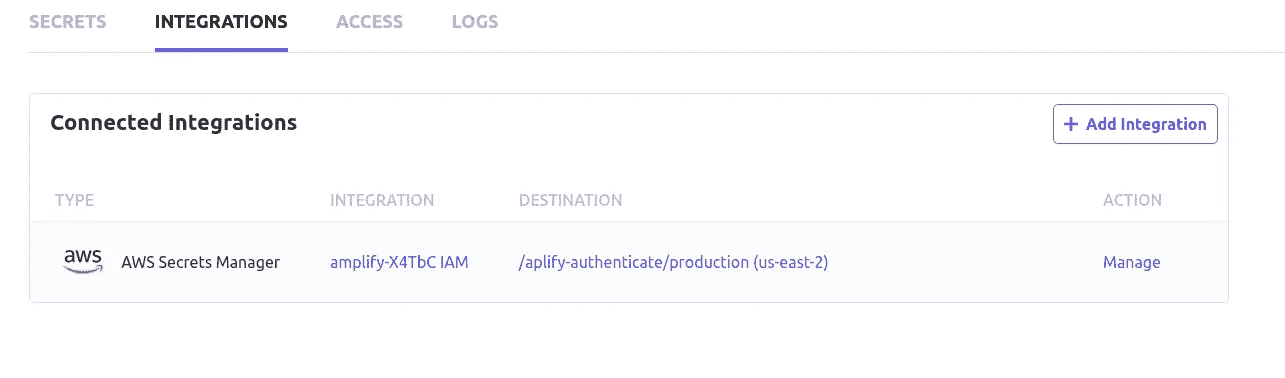 SECRETS INTEGRATIONS ACCESS LOGS
Connected Integrations + Add Integration
TYPE INTEGRATION DESTINATION ACTION
aws AWS Secrets Manager amplify-X4TbC IAM /aplify-authenticate/production (us-east-2) Manage